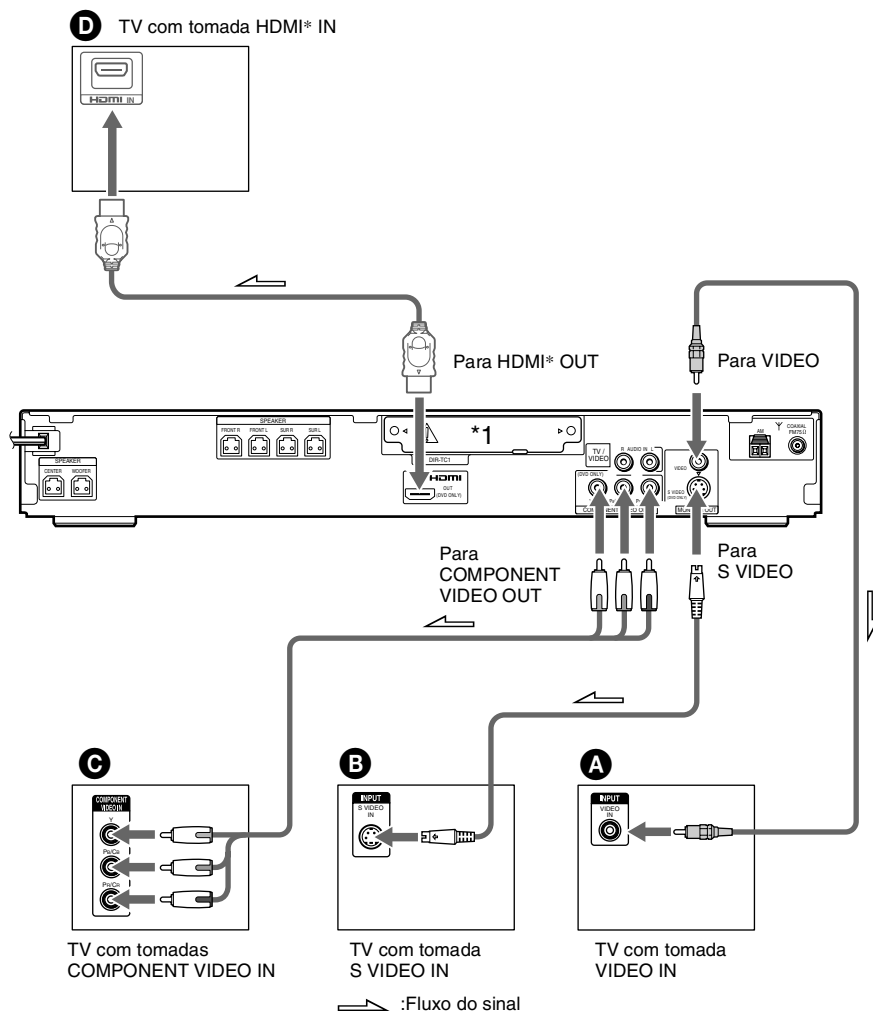 D TV com tomada HDMI* IN
HDMI IN
Para HDMI* OUT
Para VIDEO
SPEAKER
FRONT R FRONT L SUR R SUR L
*1
DIR-TC1
HDMI
OUT
(DVD ONLY)
TV /
VIDEO
R AUDIO IN L
(DVD ONLY)
VIDEO
S VIDEO
(DVD ONLY)
AM
COAXIAL
FM75Ω
SPEAKER
CENTER WOOFER
Para
COMPONENT
VIDEO OUT
Para
S VIDEO
C
COMPONENT
VIDEO IN
Y
PB/CB
PR/CR
TV com tomadas
COMPONENT VIDEO IN
B
INPUT
S VIDEO
IN
TV com tomada
S VIDEO IN
A
INPUT
VIDEO
IN
TV com tomada
VIDEO IN
:Fluxo do sinal